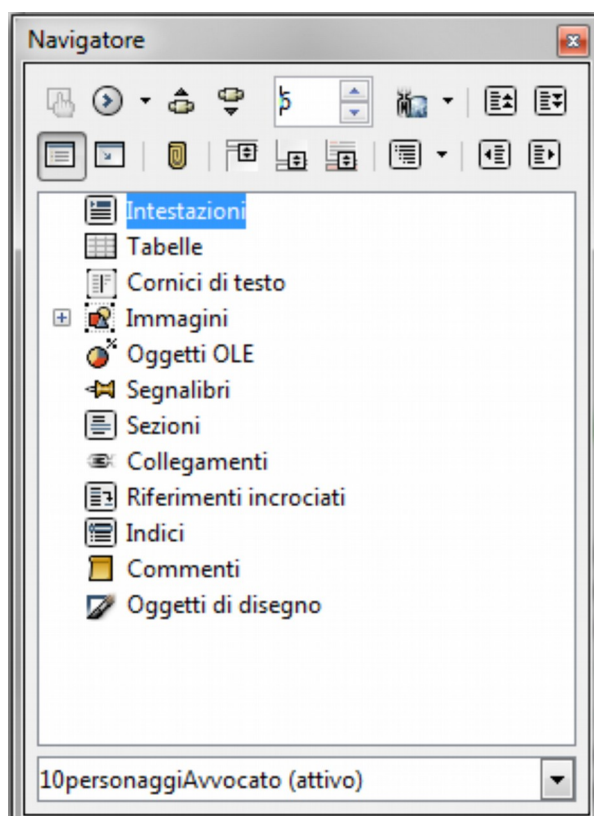 Navigatore
Intestazioni
Tabelle
Cornici di testo
Immagini
Oggetti OLE
Segnalibri
Sezioni
Collegamenti
Riferimenti incrociati
Indici
Commenti
Oggetti di disegno
10personaggiAvvocato (attivo)